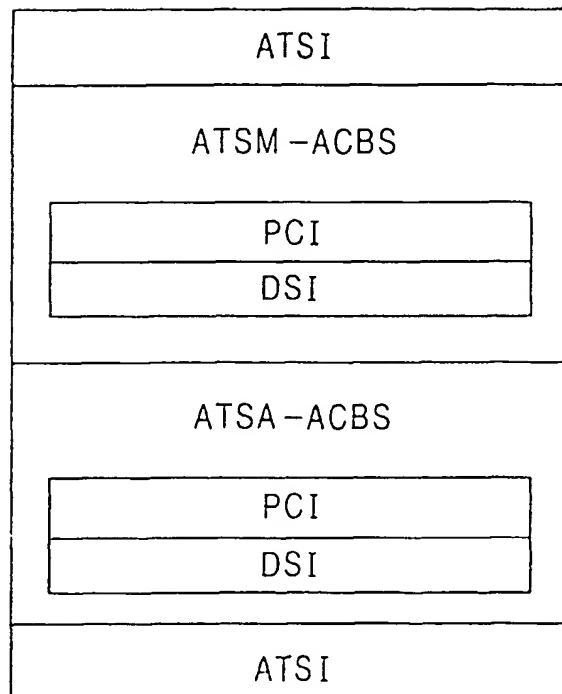 ATSI
ATSM-ACBS
PCI
DSI
ATSA-ACBS
PCI
DSI
ATSI